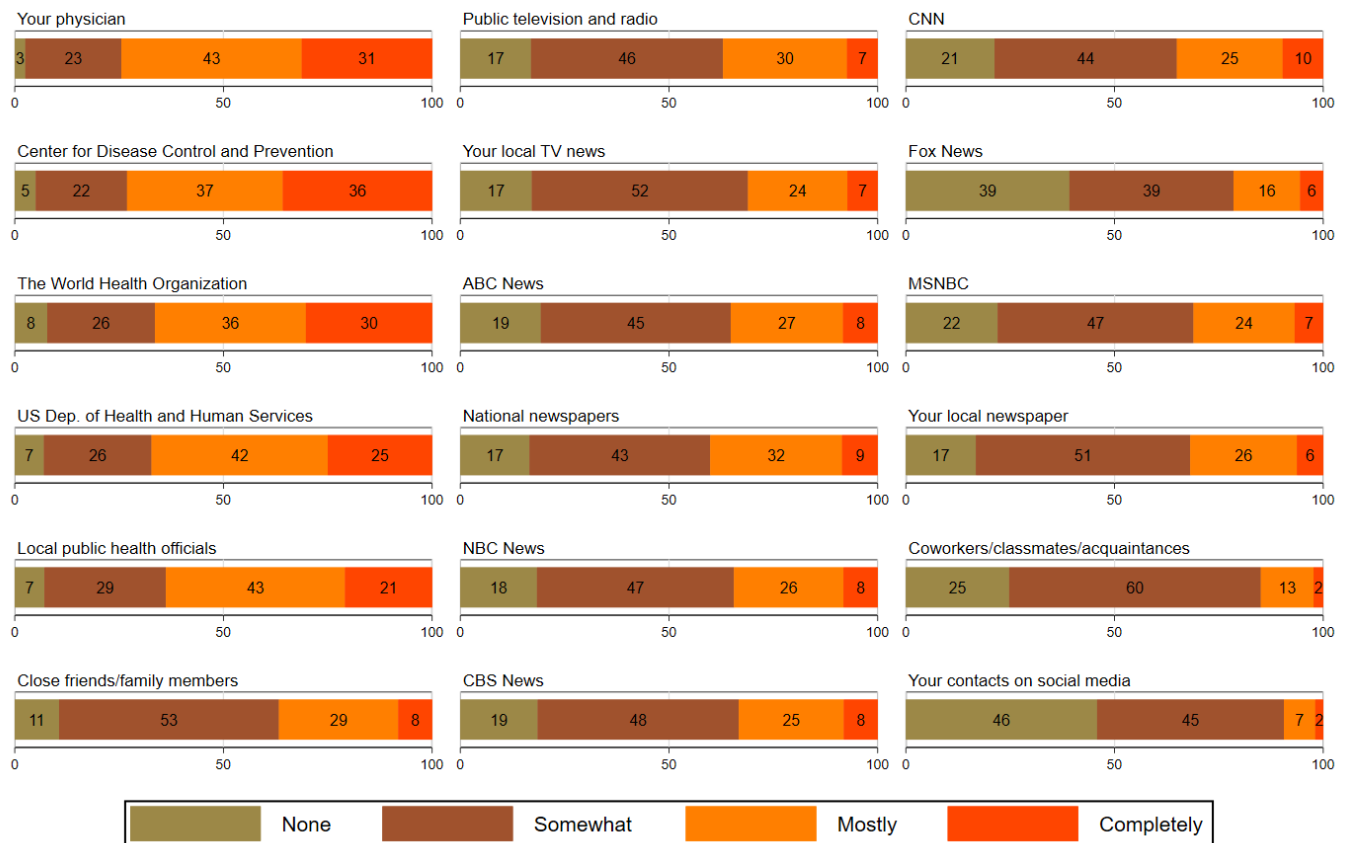 Your physician
3 23 43 31
0 50 100
Public television and radio
17 46 30 7
0 50 100
CNN
21 44 25 10
0 50 100
Center for Disease Control and Prevention
5 22 37 36
0 50 100
Your local TV news
17 52 24 7
0 50 100
Fox News
39 39 16 6
0 50 100
The World Health Organization
8 26 36 30
0 50 100
ABC News
19 45 27 8
0 50 100
MSNBC
22 47 24 7
0 50 100
US Dep. of Health and Human Services
7 26 42 25
0 50 100
National newspapers
17 43 32 9
0 50 100
Your local newspaper
17 51 26 6
0 50 100
Local public health officials
7 29 43 21
0 50 100
NBC News
18 47 26 8
0 50 100
Coworkers/classmates/acquaintances
25 60 13 2
0 50 100
Close friends/family members
11 53 29 8
0 50 100
CBS News
19 48 25 8
0 50 100
Your contacts on social media
46 45 7 2
0 50 100
None Somewhat Mostly Completely